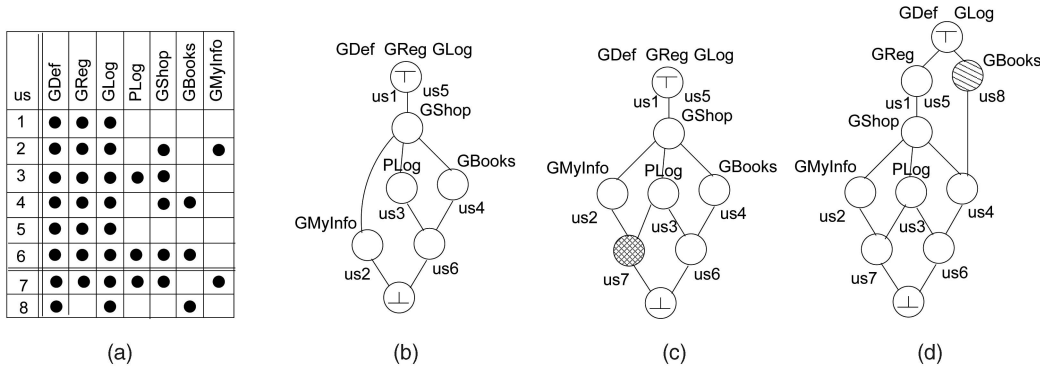 us GDef GReg GLog PLog GShop GBooks GMyInfo
1
2
3
4
5
6
7
8
(a)
GDef GReg GLog
⊤
us1 us5
GShop
PLog GBooks
us3 us4
GMyInfo
us2 us6
⊥
(b)
GDef GReg GLog
⊤
us1 us5
GShop
GMyInfo PLog GBooks
us2 us3 us4
us7 us6
⊥
(c)
GDef GLog
⊤
GReg GBooks
us1 us5 us8
GShop
GMyInfo PLog
us2 us3 us4
us7 us6
⊥
(d)